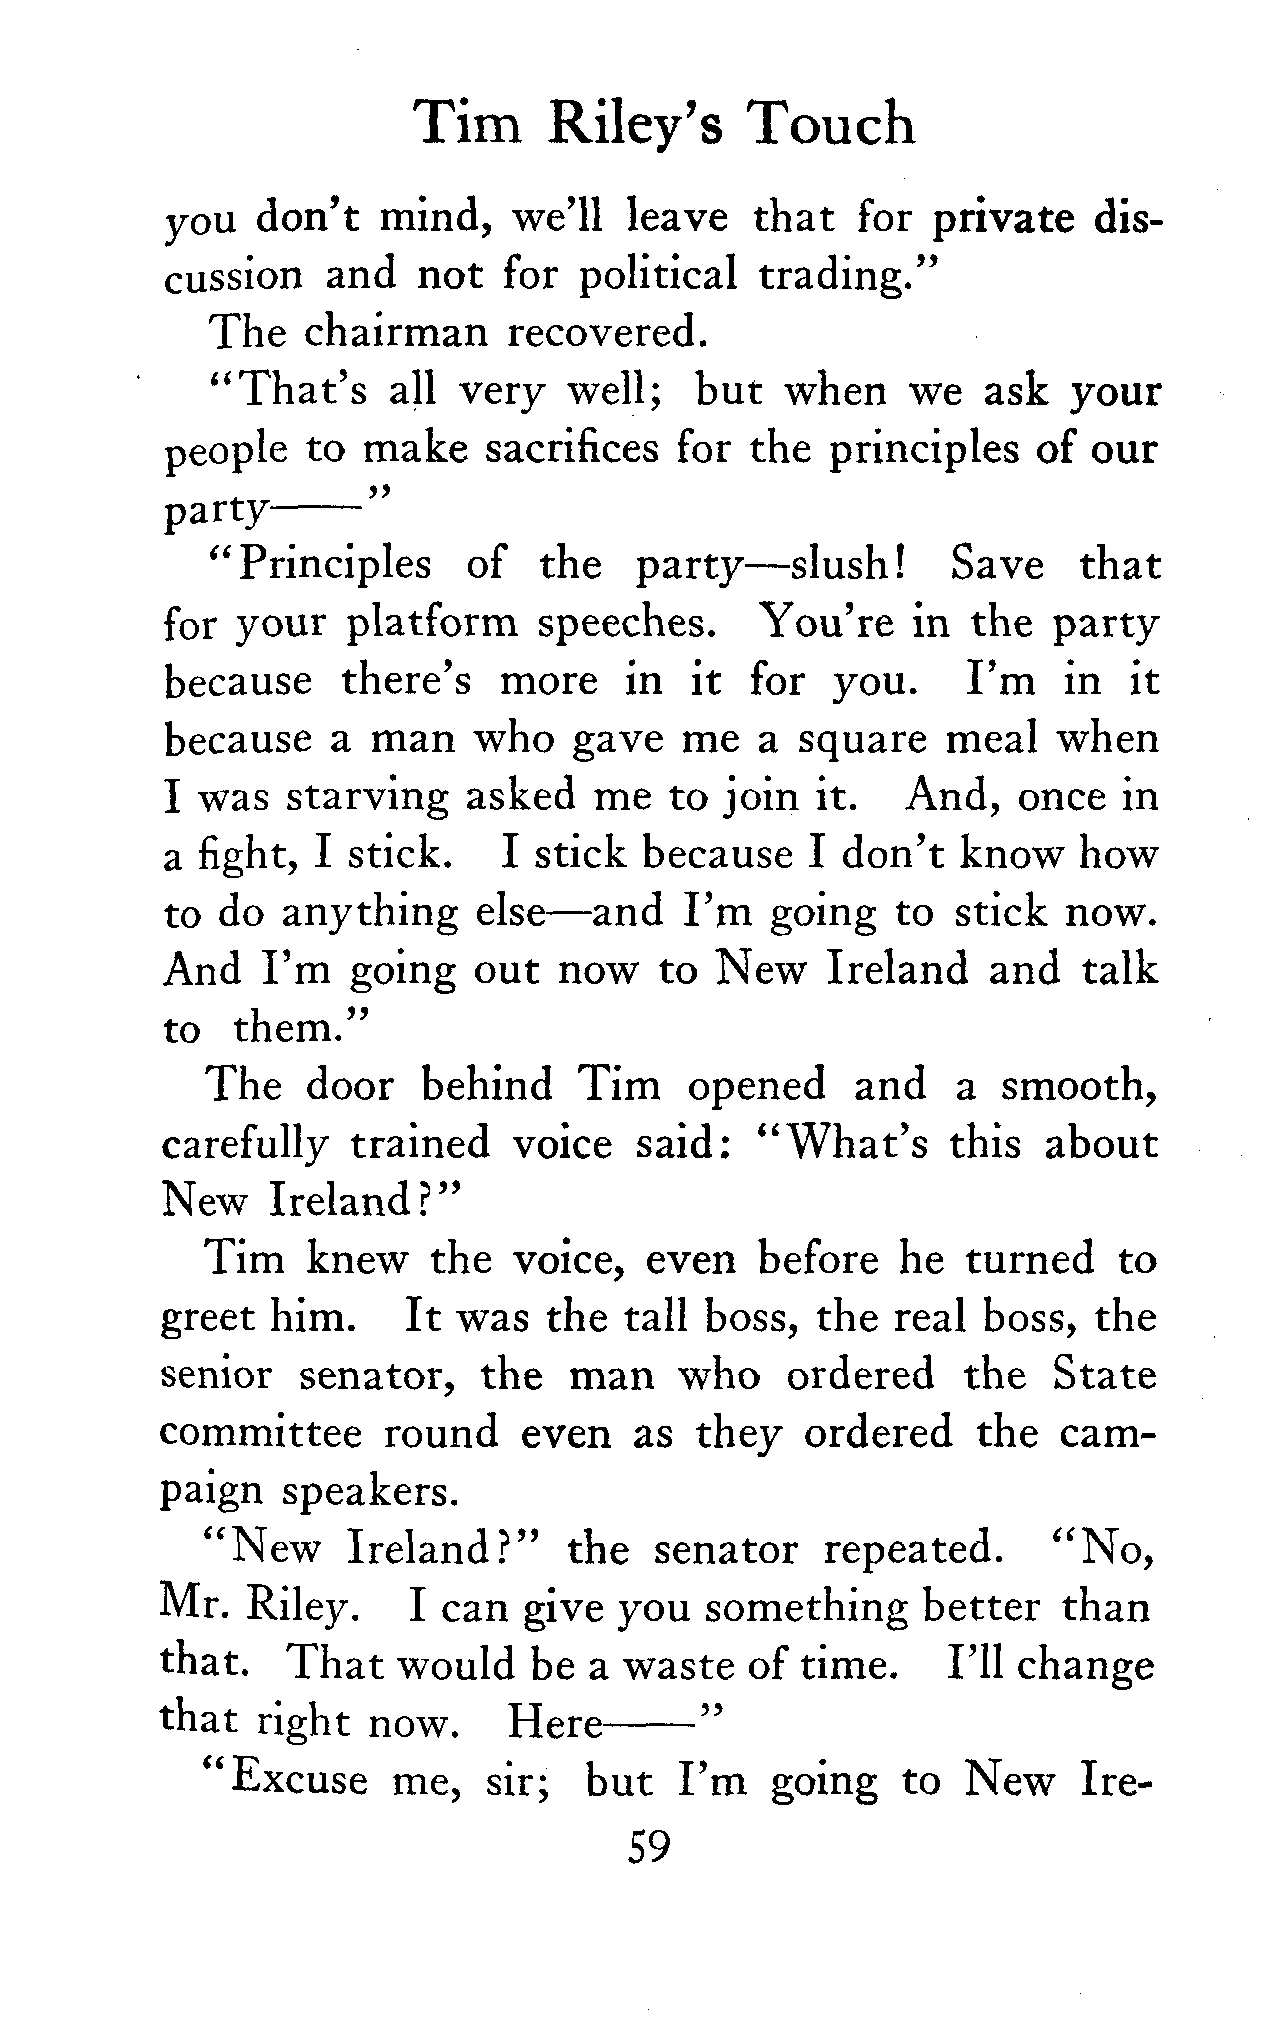 Tim Riley's Touch
you don't mind, we'll leave that for private dis-
cussion and not for political trading."
The chairman recovered.
"That's all very well; but when we ask your
people to make sacrifices for the principles of our
party——"
"Principles of the party—slush! Save that
for your platform speeches. You're in the party
because there's more in it for you. I'm in it
because a man who gave me a square meal when
I was starving asked me to join it. And, once in
a fight, I stick. I stick because I don't know how
to do anything else—and I'm going to stick now.
And I'm going out now to New Ireland and talk
to them."
The door behind Tim opened and a smooth,
carefully trained voice said: "What's this about
New Ireland?"
Tim knew the voice, even before he turned to
greet him. It was the tall boss, the real boss, the
senior senator, the man who ordered the State
committee round even as they ordered the cam-
paign speakers.
"New Ireland?" the senator repeated. "No,
Mr. Riley. I can give you something better than
that. That would be a waste of time. I'll change
that right now. Here——"
"Excuse me, sir; but I'm going to New Ire-
59